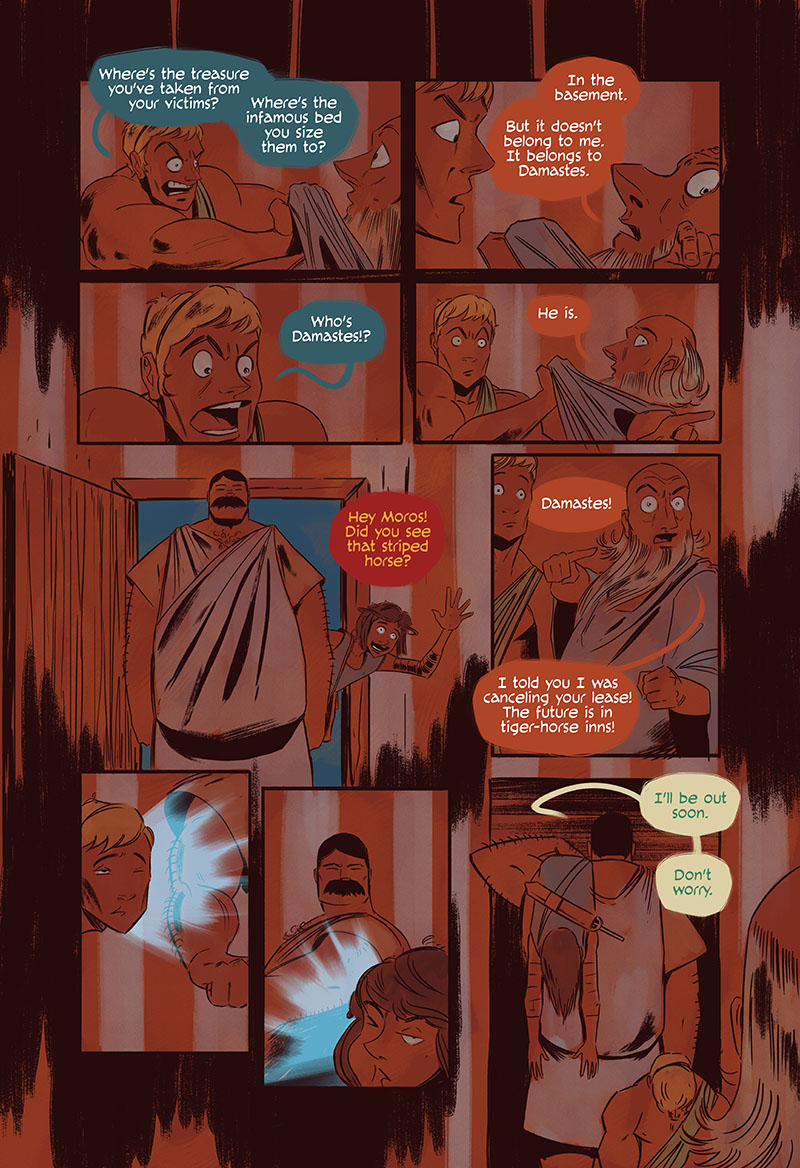 Where's the treasure
you've taken from
your victims?
Where's the
infamous bed
you size
them to?
In the
basement.
But it doesn't
belong to me.
It belongs to
Damastes.
Who's
Damastes!?
He is.
Hey Moros!
Did you see
that striped
horse?
Damastes!
I told you I was
canceling your lease!
The future is in
tiger-horse inns!
I'll be out
soon.
Don't
worry.